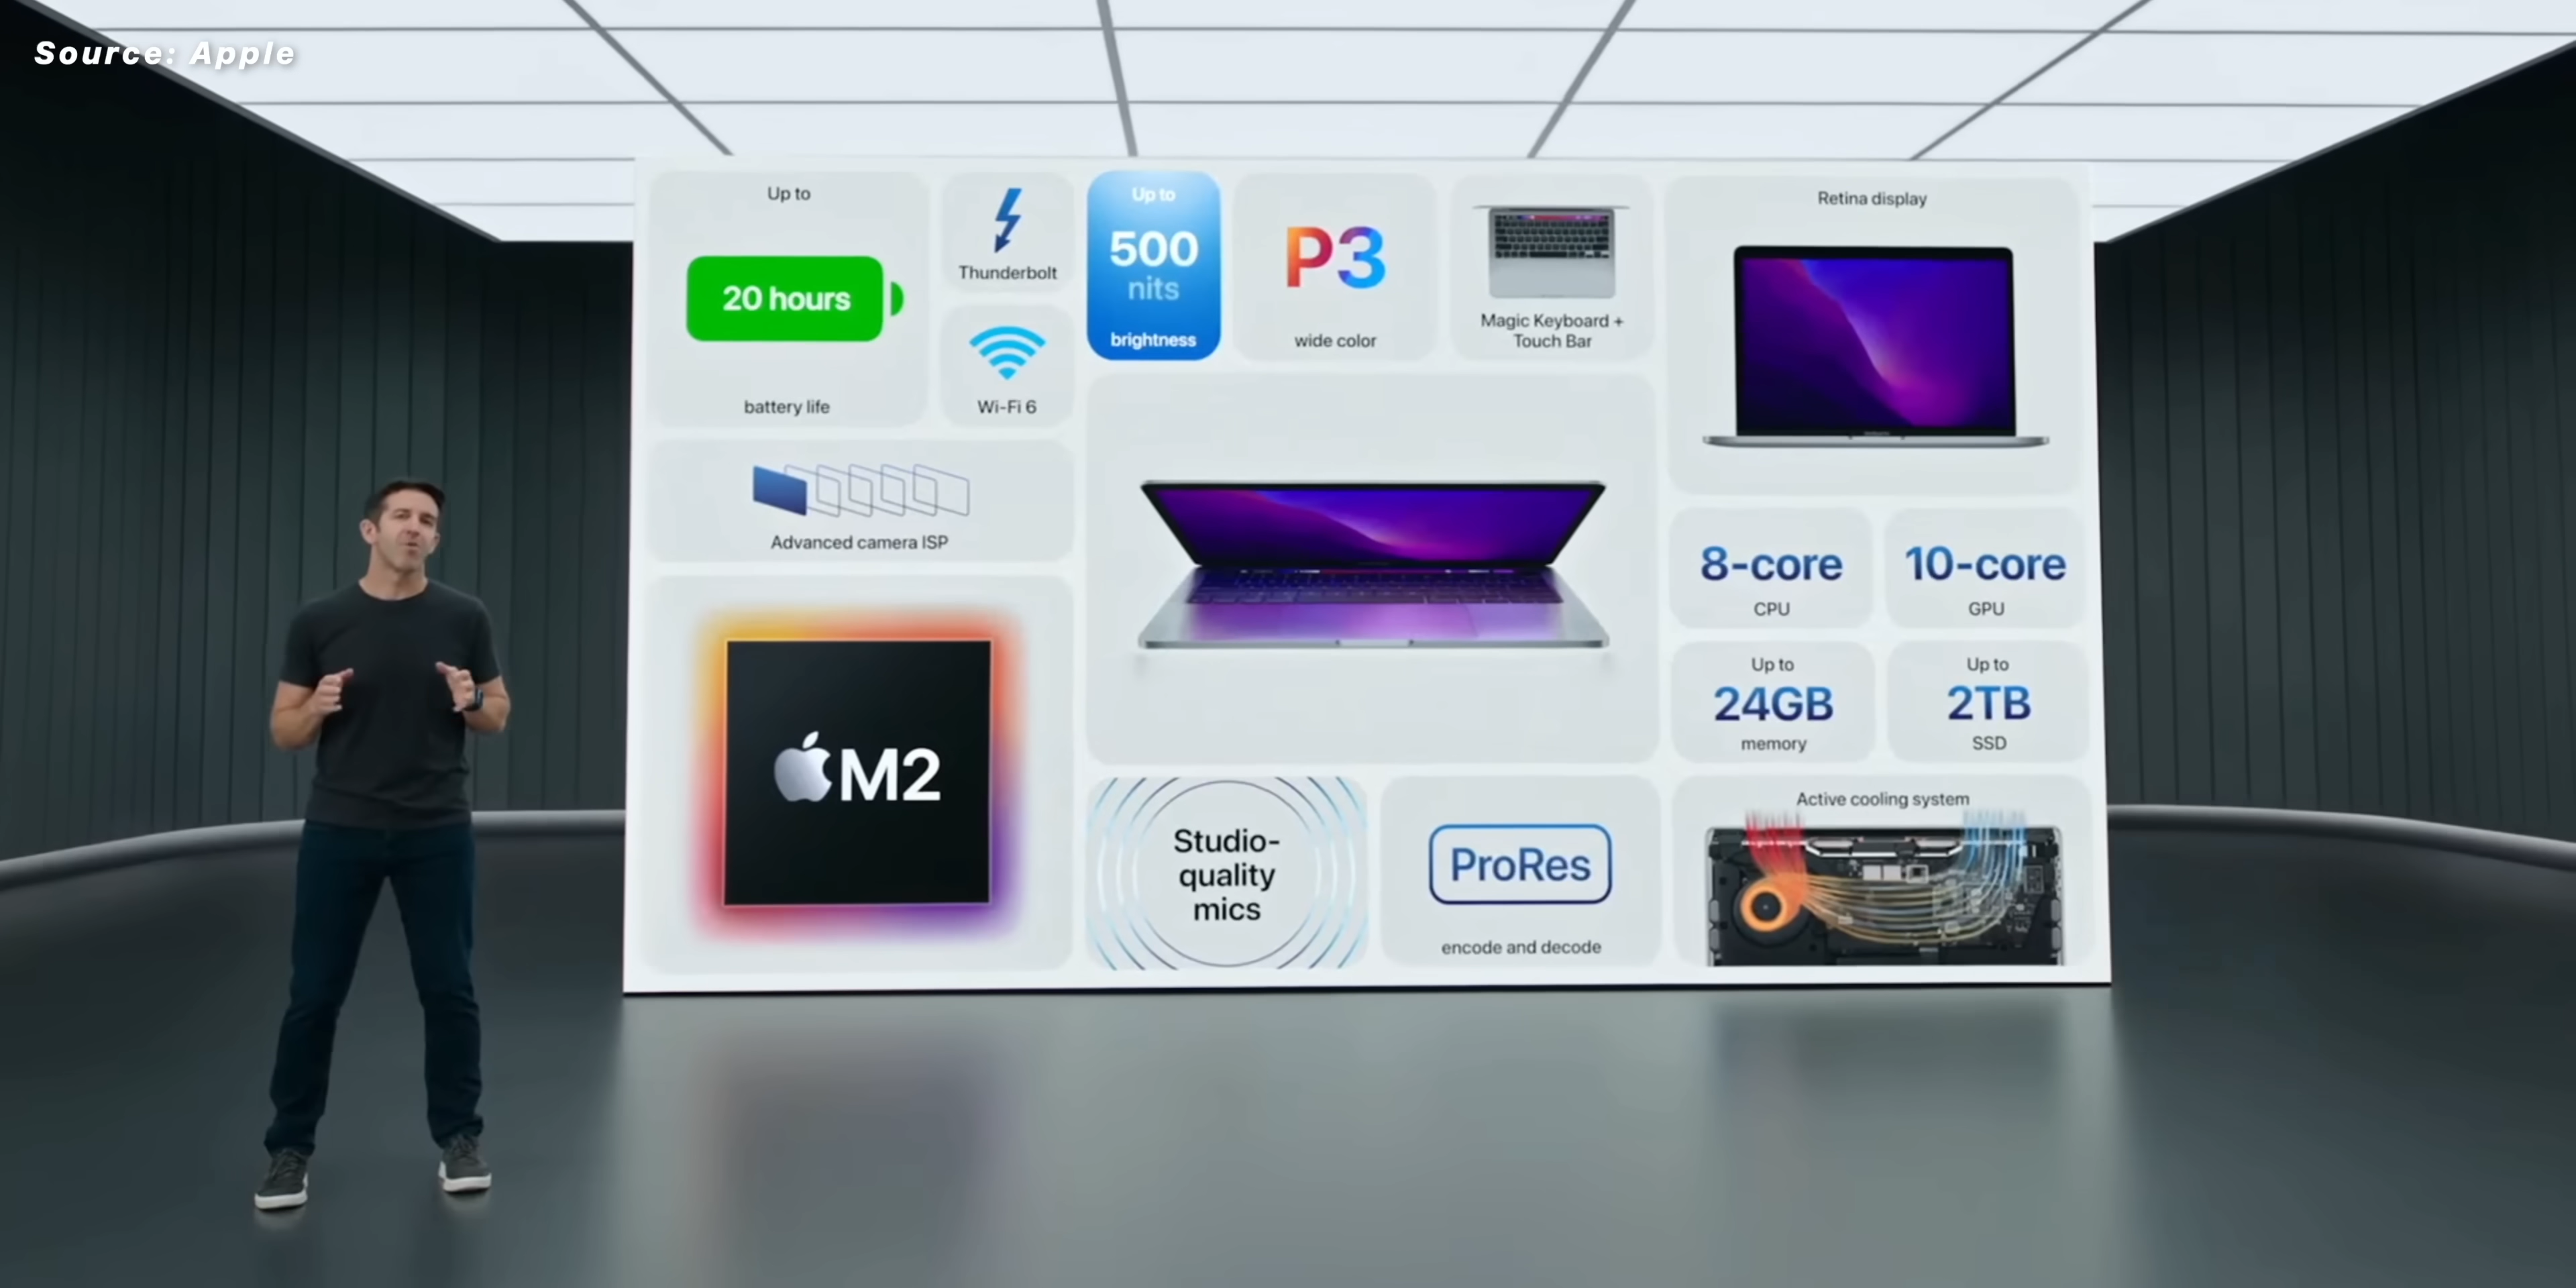 Source: Apple
Up to
20 hours
battery life
Thunderbolt
Wi-Fi 6
Up to
500
nits
brightness
P3
wide color
Magic Keyboard +
Touch Bar
Retina display
Advanced camera ISP
8-core
CPU
10-core
GPU
Up to
24GB
memory
Up to
2TB
SSD
M2
Studio-
quality
mics
ProRes
encode and decode
Active cooling system